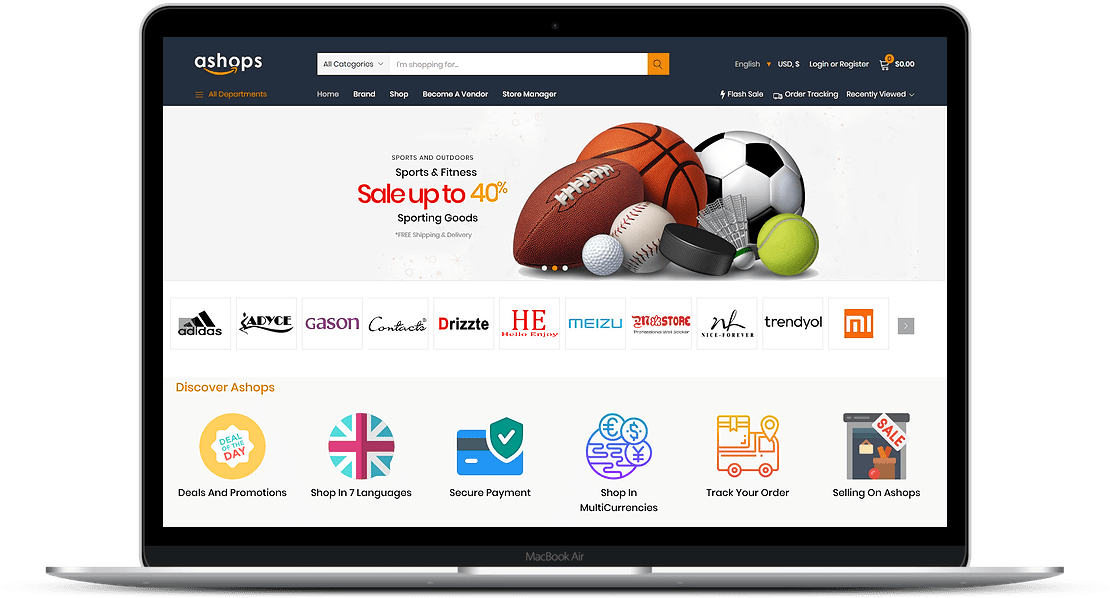 ashops
All Categories
I'm shopping for...
English
USD, $
Login or Register
0
$0.00
All Departments
Home
Brand
Shop
Become A Vendor
Store Manager
Flash Sale
Order Tracking
Recently Viewed
SPORTS AND OUTDOORS
Sports & Fitness
Sale up to 40%
Sporting Goods
*FREE Shipping & Delivery
adidas
JADYCE
GASON
Contacts
Drizzte
HE
Hello Enjoy
MEIZU
STORE
nf
NICE-FOREVER
trendyol
mi
Discover Ashops
DEAL
OF THE
DAY
SALE
Deals And Promotions
Shop In 7 Languages
Secure Payment
Shop In
MultiCurrencies
Track Your Order
Selling On Ashops
MacBook Air